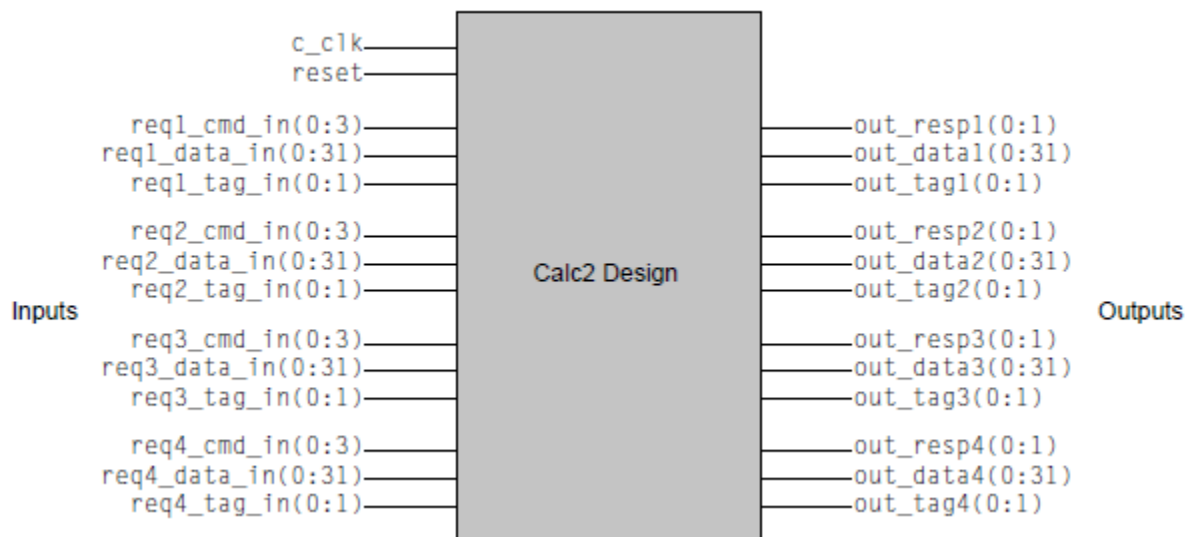 c_clk
reset
req1_cmd_in(0:3)
req1_data_in(0:31)
req1_tag_in(0:1)
req2_cmd_in(0:3)
req2_data_in(0:31)
req2_tag_in(0:1)
Inputs
req3_cmd_in(0:3)
req3_data_in(0:31)
req3_tag_in(0:1)
req4_cmd_in(0:3)
req4_data_in(0:31)
req4_tag_in(0:1)
Calc2 Design
out_resp1(0:1)
out_data1(0:31)
out_tag1(0:1)
out_resp2(0:1)
out_data2(0:31)
out_tag2(0:1)
Outputs
out_resp3(0:1)
out_data3(0:31)
out_tag3(0:1)
out_resp4(0:1)
out_data4(0:31)
out_tag4(0:1)